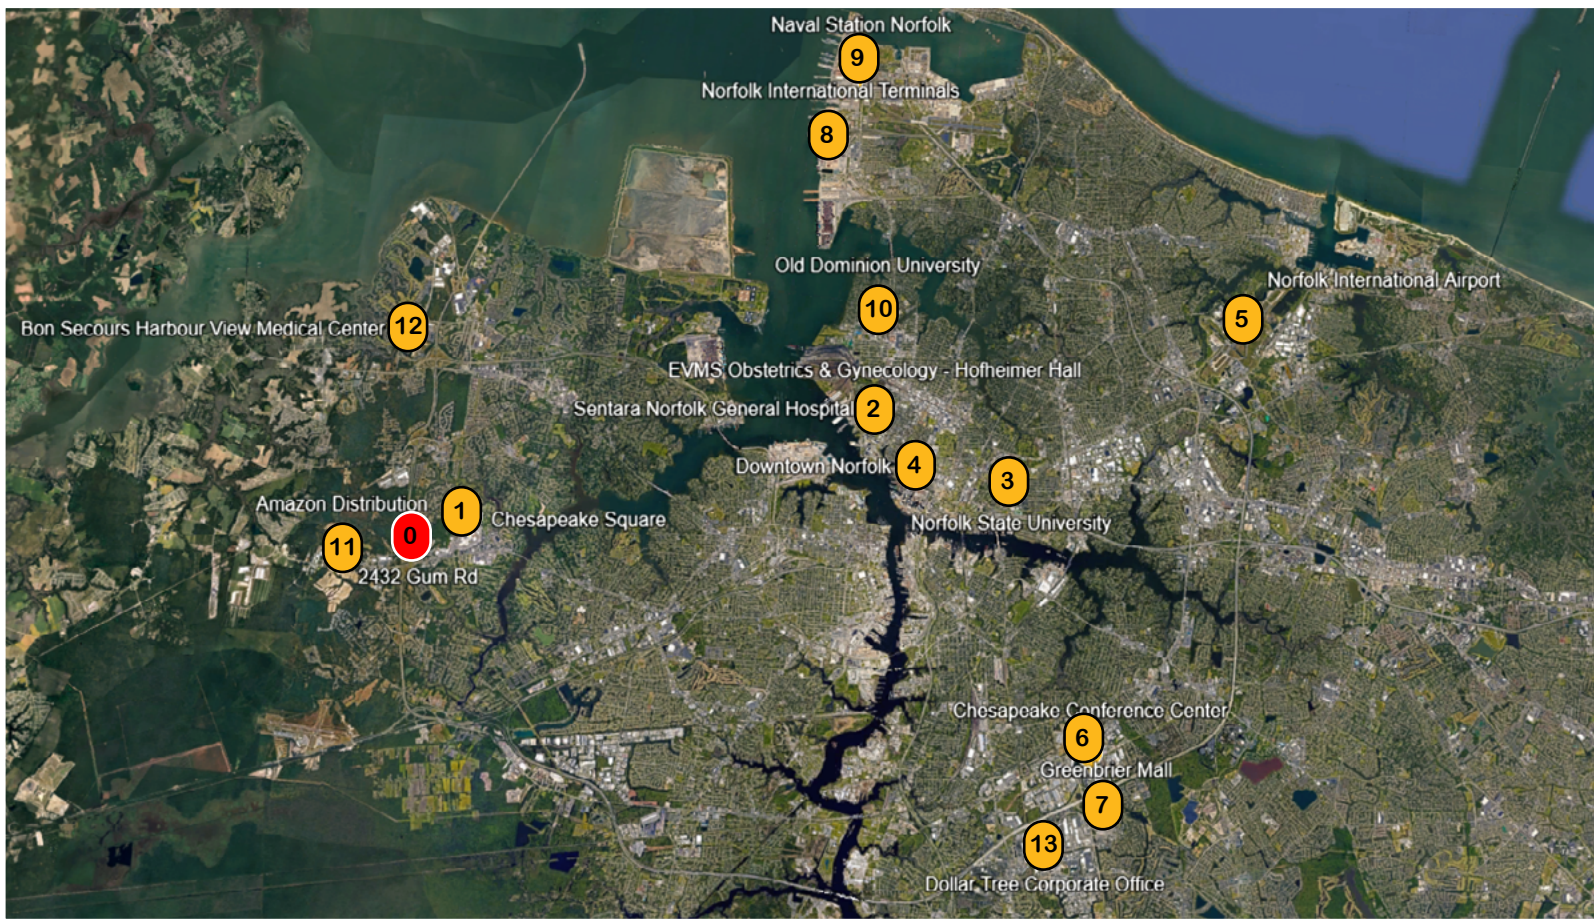 Naval Station Norfolk
9
Norfolk International Terminals
8
Old Dominion University
10
Norfolk International Airport
5
Bon Secours Harbour View Medical Center 12
EVMS Obstetrics & Gynecology - Hofheimer Hall
Sentara Norfolk General Hospital 2
Downtown Norfolk 4
3
Norfolk State University
Amazon Distribution
1
Chesapeake Square
0
11
2432 Gum Rd
Chesapeake Conference Center
6
Greenbrier Mall
7
13
Dollar Tree Corporate Office